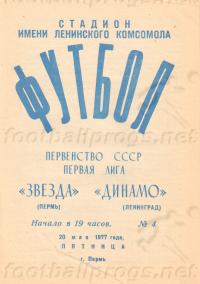 СТАДИОН
ИМЕНИ ЛЕНИНСКОГО КОМСОМОЛА
ФУТБОЛ
ПЕРВЕНСТВО СССР
ПЕРВАЯ ЛИГА
«ЗВЕЗДА» «ДИНАМО»
(ПЕРМЬ) (ЛЕНИНГРАД)
Начало в 19 часов. № 4
20 мая 1977 года,
ПЯТНИЦА
г. Пермь
footballprogs.net